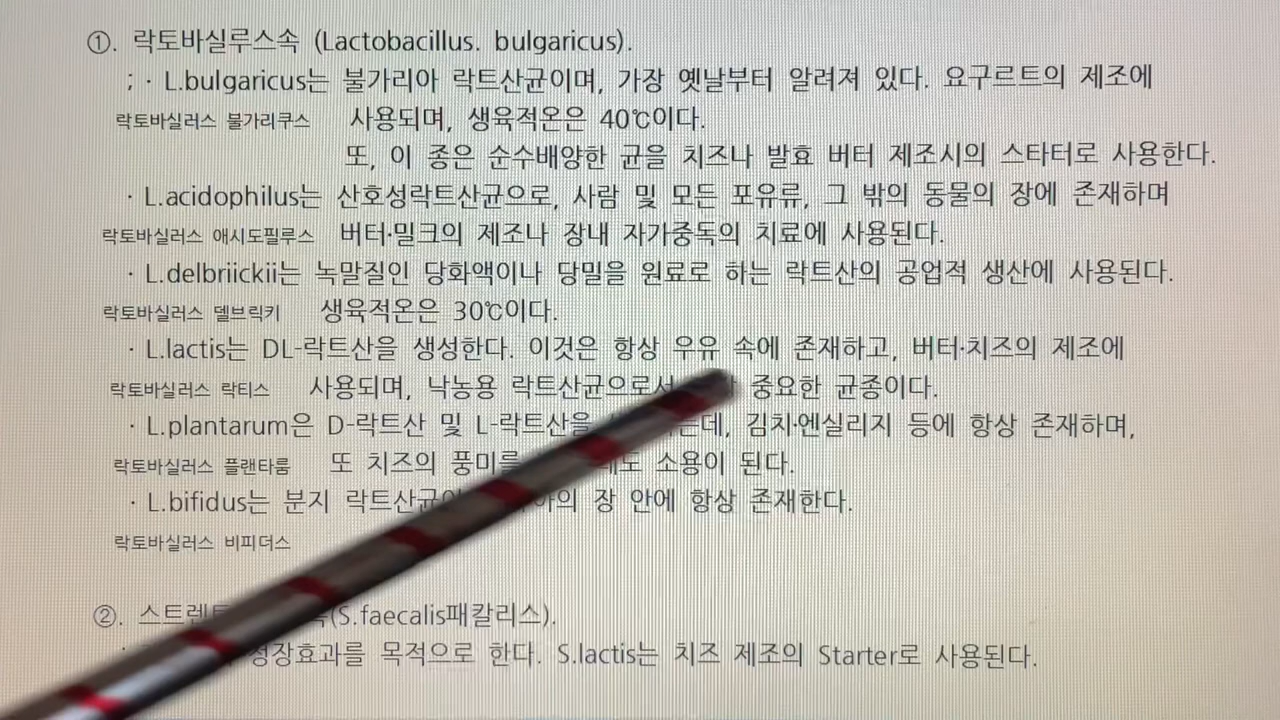 ①. 락토바실루스속 (Lactobacillus. bulgaricus).
; · L.bulgaricus는 불가리아 락트산균이며, 가장 옛날부터 알려져 있다. 요구르트의 제조에
락토바실러스 불가리쿠스 사용되며, 생육적온은 40℃이다.
또, 이 종은 순수배양한 균을 치즈나 발효 버터 제조시의 스타터로 사용한다.
· L.acidophilus는 산호성락트산균으로, 사람 및 모든 포유류, 그 밖의 동물의 장에 존재하며
락토바실러스 애시도필루스 버터·밀크의 제조나 장내 자가중독의 치료에 사용된다.
· L.delbriickii는 녹말질인 당화액이나 당밀을 원료로 하는 락트산의 공업적 생산에 사용된다.
락토바실러스 델브릭키 생육적온은 30℃이다.
· L.lactis는 DL-락트산을 생성한다. 이것은 항상 우유 속에 존재하고, 버터·치즈의 제조에
락토바실러스 락티스 사용되며, 낙농용 락트산균으로서 중요한 균종이다.
· L.plantarum은 D-락트산 및 L-락트산을 김치·엔실리지 등에 항상 존재하며,
락토바실러스 플랜타룸 또 치즈의 풍미를 소용이 된다.
· L.bifidus는 분지 장 안에 항상 존재한다.
락토바실러스 비피더스
②. (S.faecalis패칼리스).
정장효과를 목적으로 한다. S.lactis는 치즈 제조의 Starter로 사용된다.